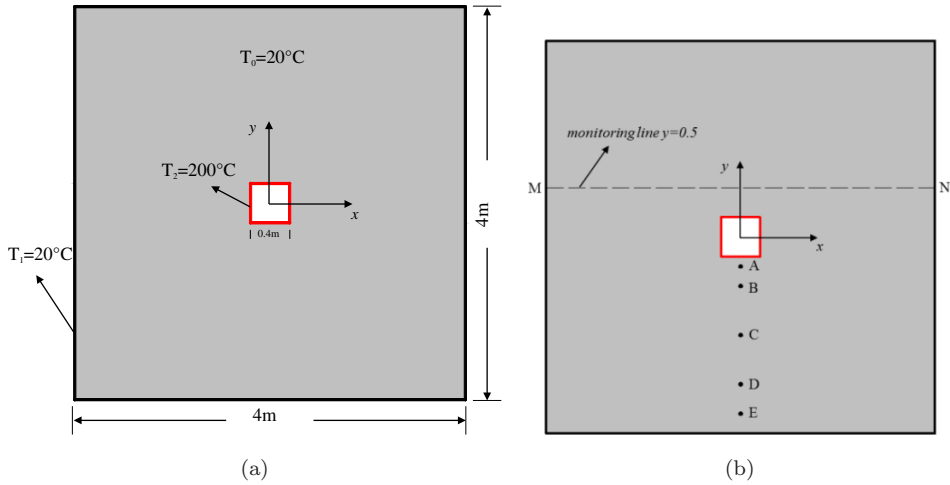 T₀=20°C
y
T₂=200°C
x
0.4m
T₁=20°C
4m
4m
(a)
monitoring line y=0.5
M
N
y
x
A
B
C
D
E
(b)